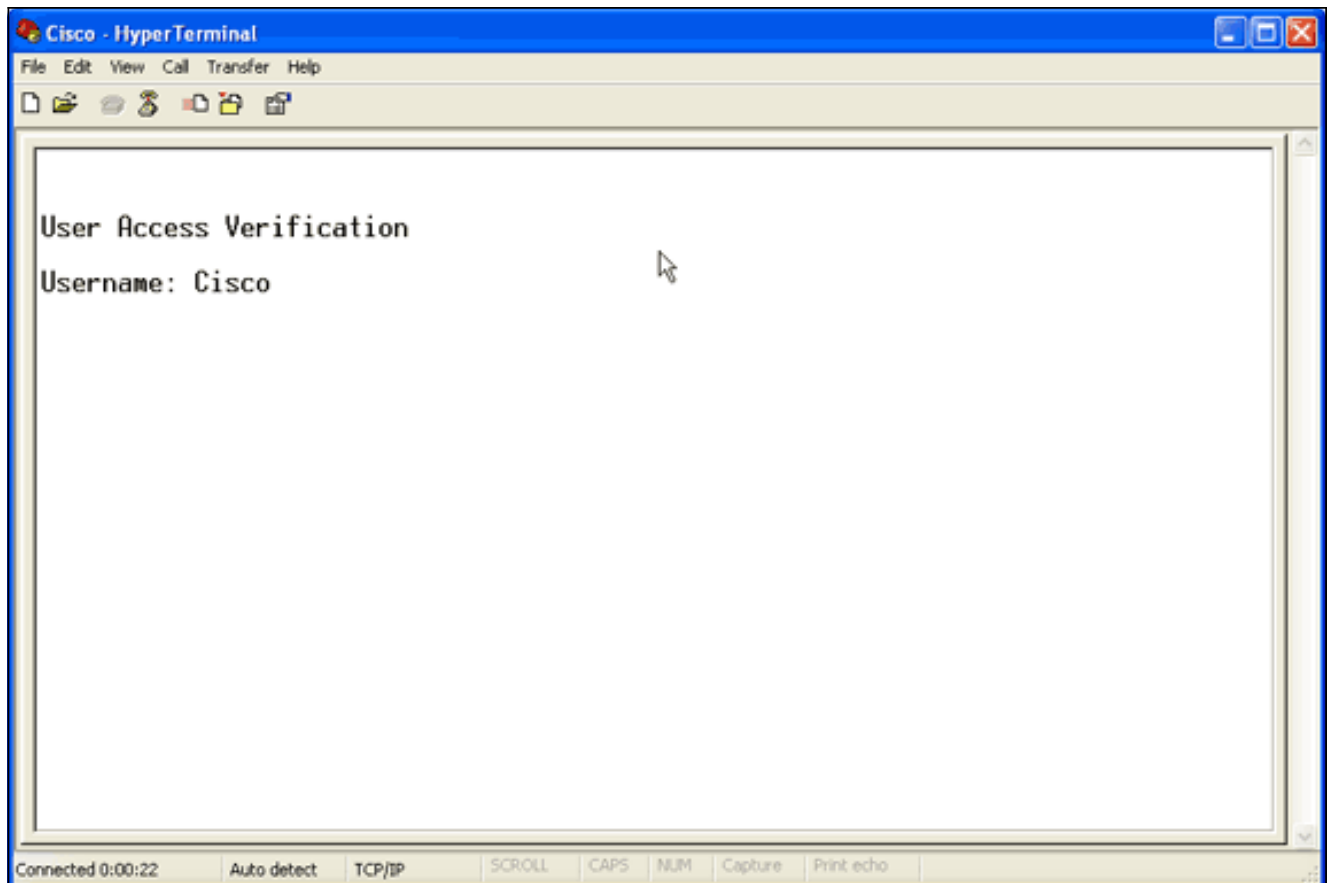 Cisco - HyperTerminal
File Edit View Call Transfer Help
User Access Verification
Username: Cisco
Connected 0:00:22 Auto detect TCP/IP SCROLL CAPS NUM Capture Print echo